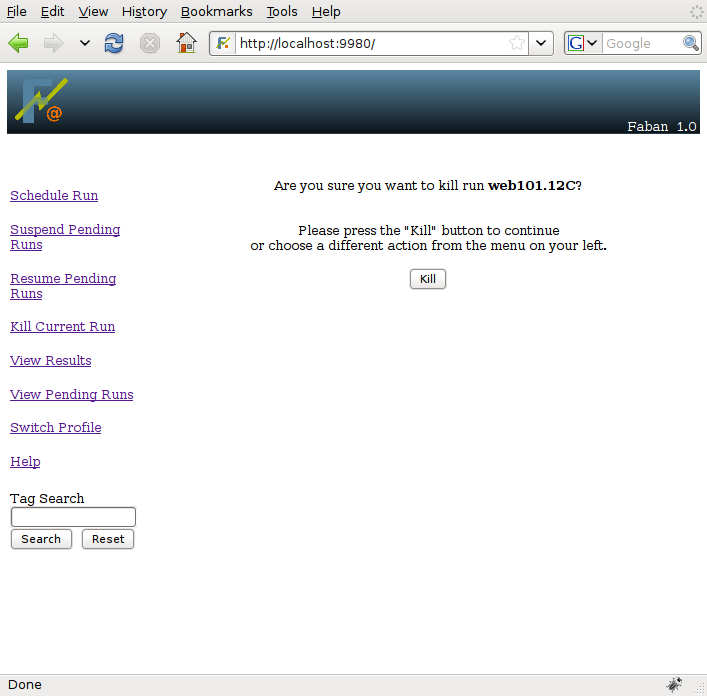 File Edit View History Bookmarks Tools Help
http://localhost:9980/
G Google
F @
Faban 1.0
Are you sure you want to kill run web101.12C?
Please press the "Kill" button to continue
or choose a different action from the menu on your left.
Kill
Schedule Run
Suspend Pending
Runs
Resume Pending
Runs
Kill Current Run
View Results
View Pending Runs
Switch Profile
Help
Tag Search
Search Reset
Done